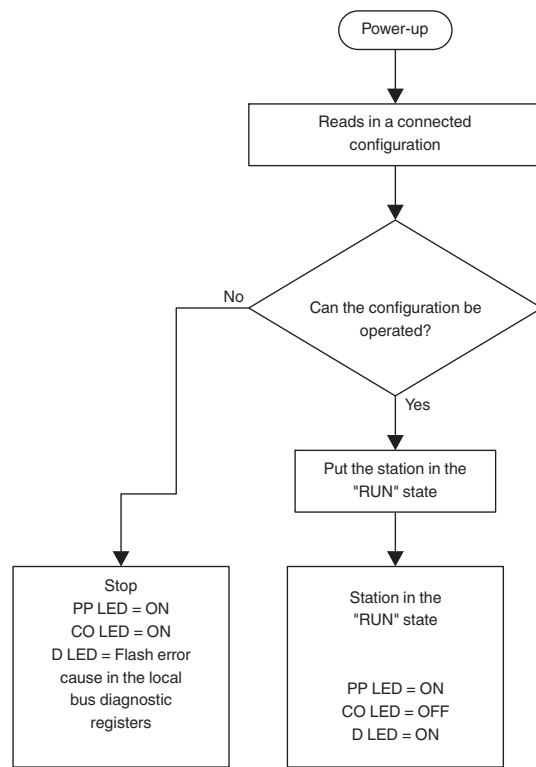 Power-up
Reads in a connected
configuration
Can the configuration be
operated?
No
Yes
Put the station in the
"RUN" state
Stop
PP LED = ON
CO LED = ON
D LED = Flash error
cause in the local
bus diagnostic
registers
Station in the
"RUN" state
PP LED = ON
CO LED = OFF
D LED = ON